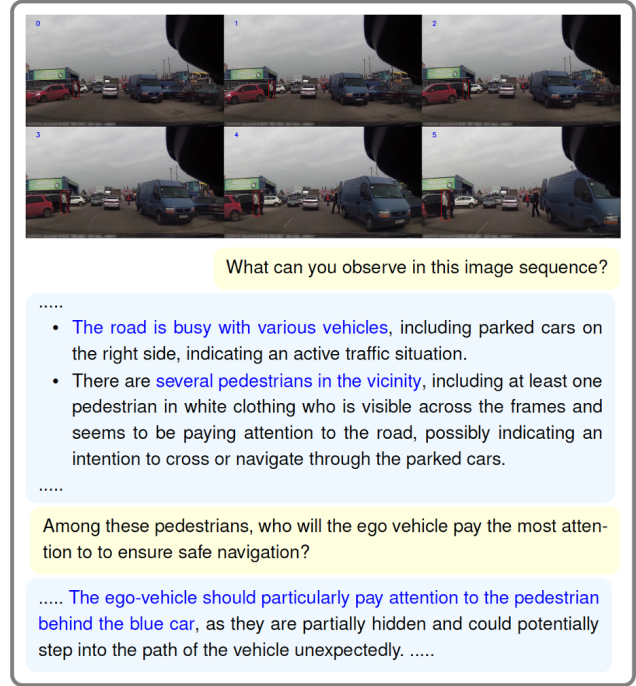 0
1
2
3
4
5
What can you observe in this image sequence?
.....
• The road is busy with various vehicles, including parked cars on
the right side, indicating an active traffic situation.
• There are several pedestrians in the vicinity, including at least one
pedestrian in white clothing who is visible across the frames and
seems to be paying attention to the road, possibly indicating an
intention to cross or navigate through the parked cars.
.....
Among these pedestrians, who will the ego vehicle pay the most atten-
tion to to ensure safe navigation?
..... The ego-vehicle should particularly pay attention to the pedestrian
behind the blue car, as they are partially hidden and could potentially
step into the path of the vehicle unexpectedly. .....